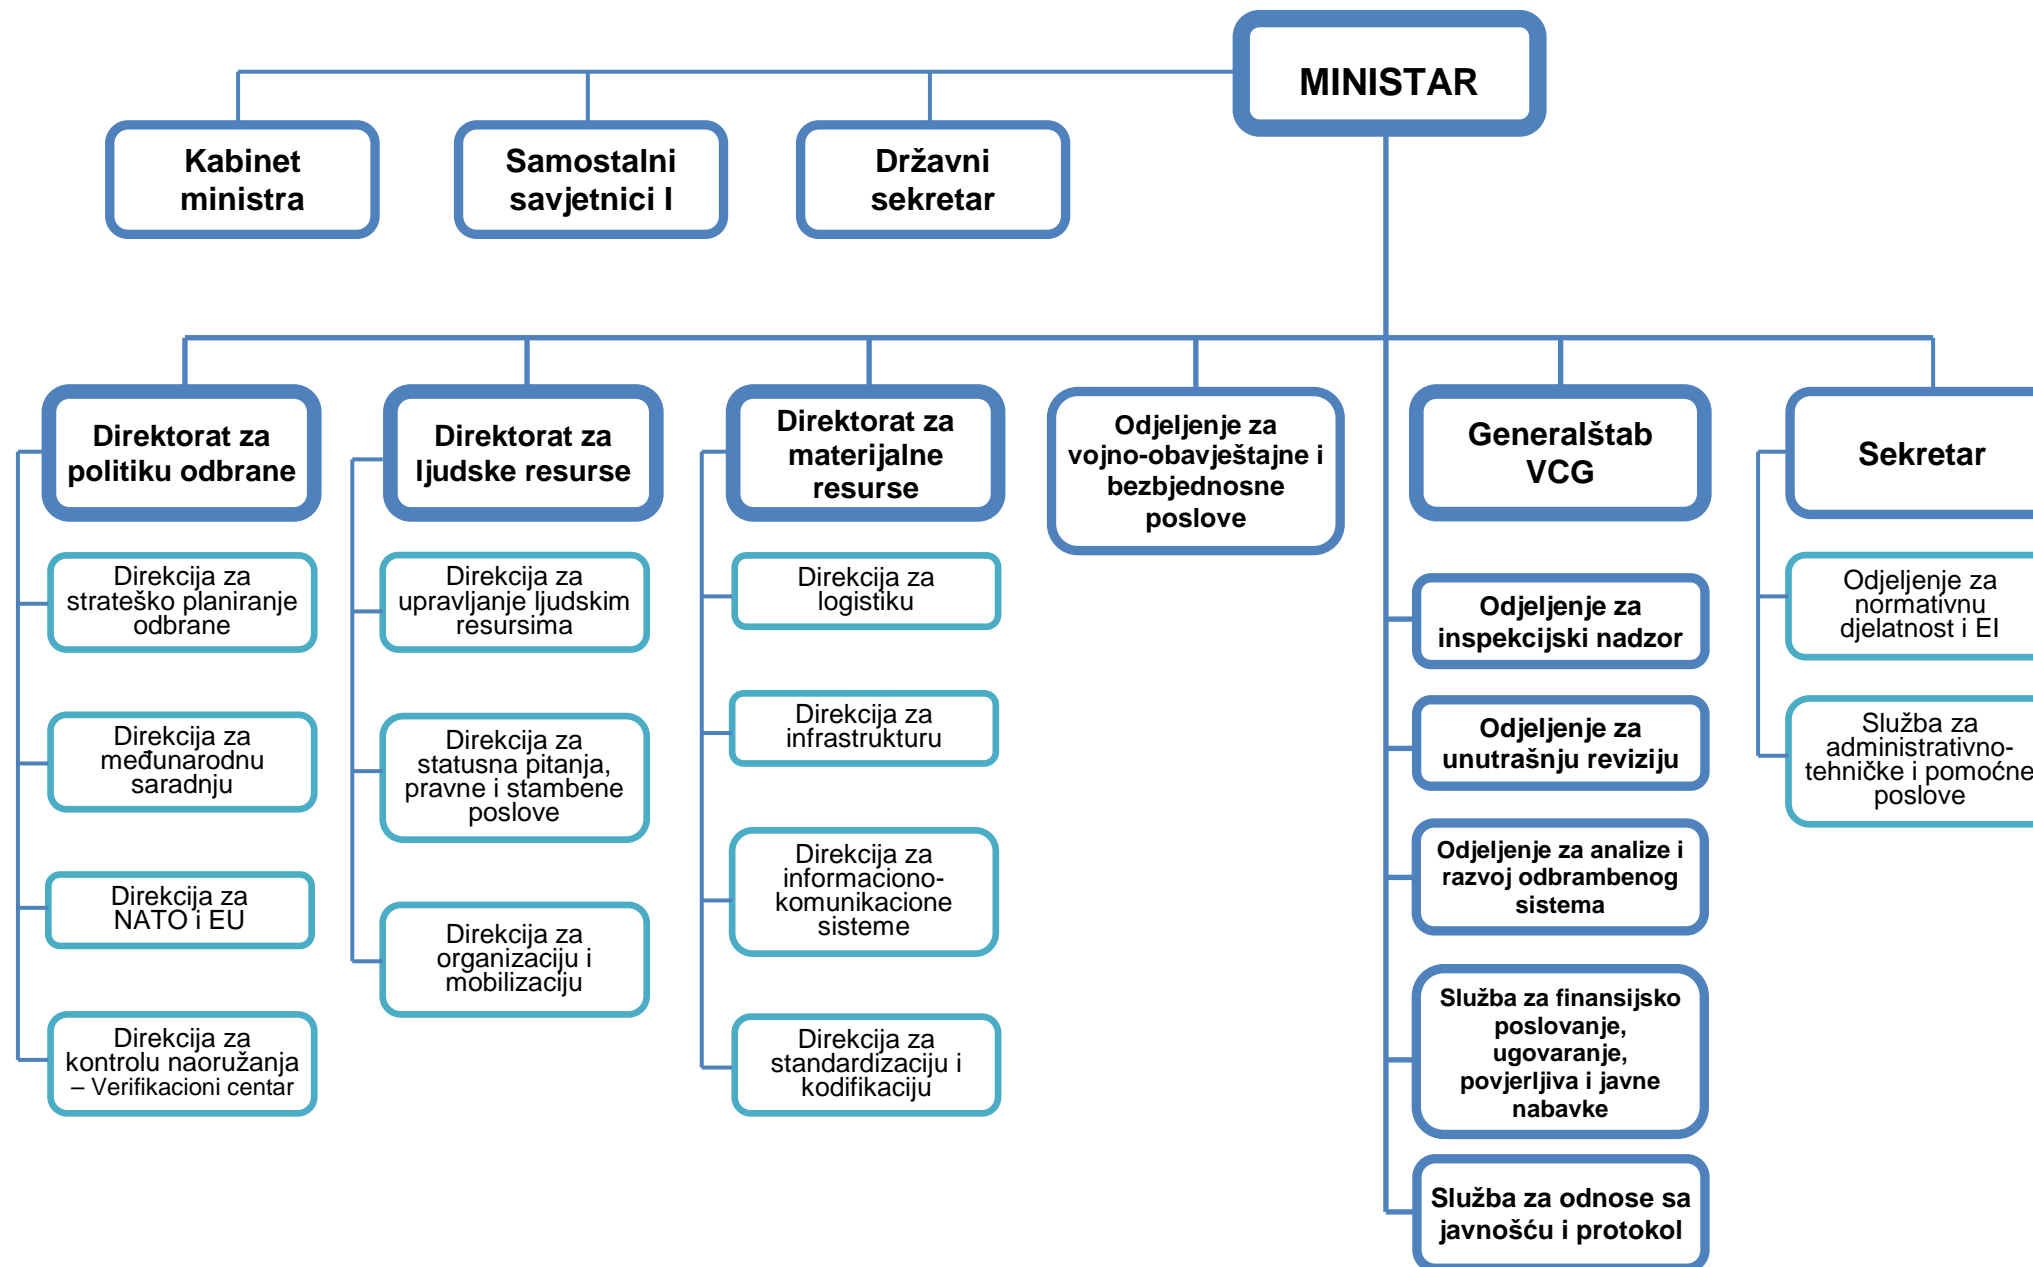 MINISTAR
Kabinet
ministra
Samostalni
savjetnici I
Državni
sekretar
Direktorat za
politiku odbrane
Direkcija za
strateško planiranje
odbrane
Direkcija za
međunarodnu
saradnju
Direkcija za
NATO i EU
Direkcija za
kontrolu naoružanja
– Verifikacioni centar
Direktorat za
ljudske resurse
Direkcija za
upravljanje ljudskim
resursima
Direkcija za
statusna pitanja,
pravne i stambene
poslove
Direkcija za
organizaciju i
mobilizaciju
Direktorat za
materijalne
resurse
Direkcija za
logistiku
Direkcija za
infrastrukturu
Direkcija za
informaciono-
komunikacione
sisteme
Direkcija za
standardizaciju i
kodifikaciju
Odjeljenje za
vojno-obavještajne i
bezbjednosne
poslove
Generalštab
VCG
Odjeljenje za
inspekcijski nadzor
Odjeljenje za
unutrašnju reviziju
Odjeljenje za analize i
razvoj odbrambenog
sistema
Služba za finansijsko
poslovanje,
ugovaranje,
povjerljiva i javne
nabavke
Služba za odnose sa
javnošću i protokol
Sekretar
Odjeljenje za
normativnu
djelatnost i EI
Služba za
administrativno-
tehničke i pomoćne
poslove